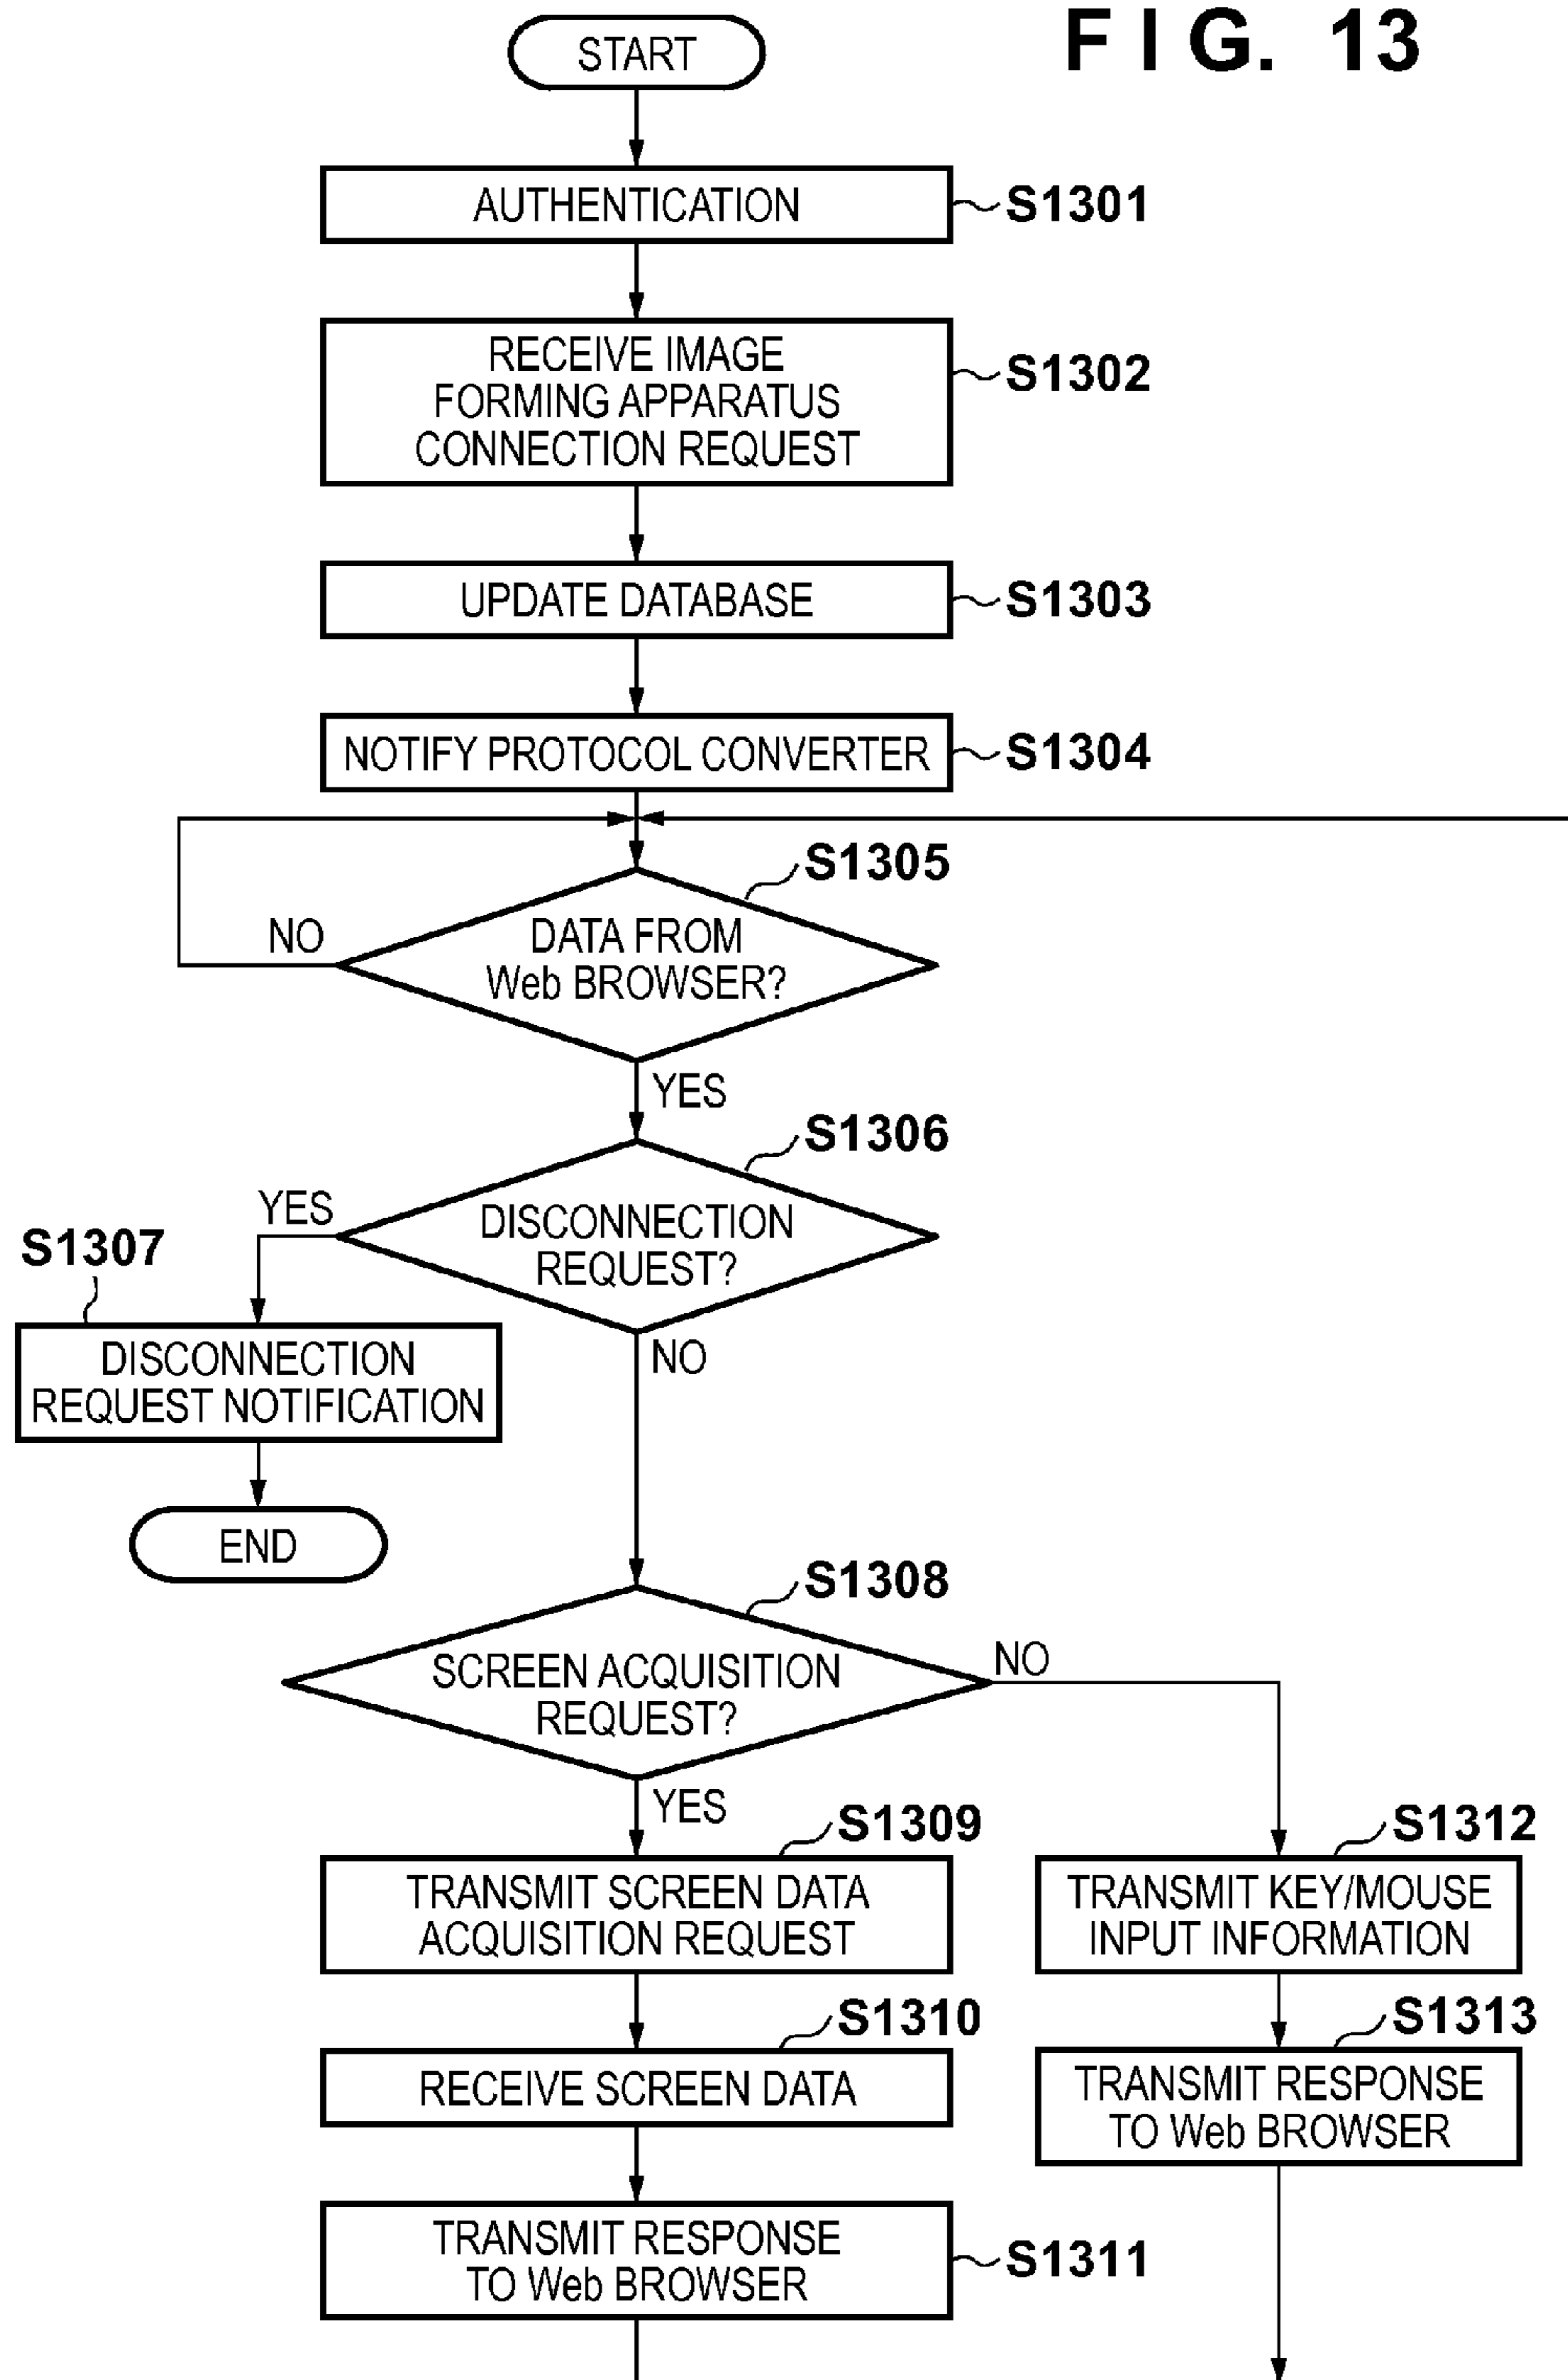 FIG. 13
START
AUTHENTICATION
S1301
RECEIVE IMAGE
FORMING APPARATUS
CONNECTION REQUEST
S1302
UPDATE DATABASE
S1303
NOTIFY PROTOCOL CONVERTER
S1304
S1305
DATA FROM
Web BROWSER?
NO
YES
S1306
DISCONNECTION
REQUEST?
YES
NO
S1307
DISCONNECTION
REQUEST NOTIFICATION
END
S1308
SCREEN ACQUISITION
REQUEST?
NO
YES
S1309
TRANSMIT SCREEN DATA
ACQUISITION REQUEST
S1310
RECEIVE SCREEN DATA
TRANSMIT RESPONSE
TO Web BROWSER
S1311
S1312
TRANSMIT KEY/MOUSE
INPUT INFORMATION
S1313
TRANSMIT RESPONSE
TO Web BROWSER